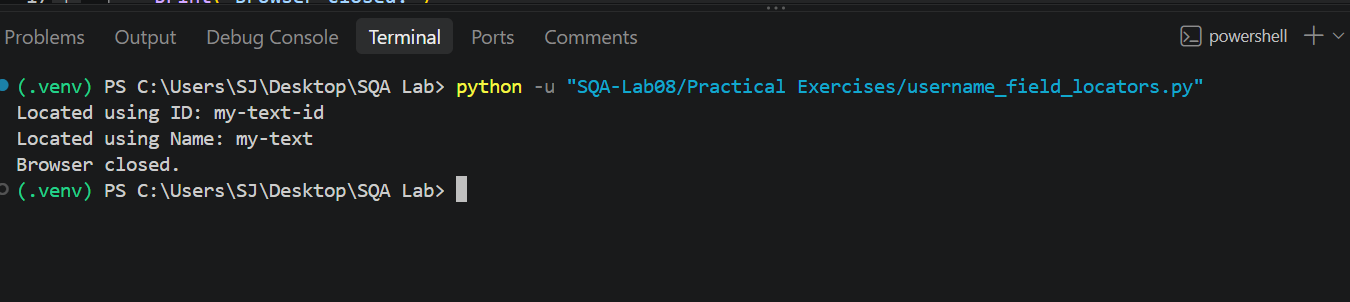 Problems Output Debug Console Terminal Ports Comments powershell
(.venv) PS C:\Users\SJ\Desktop\SQA Lab> python -u "SQA-Lab08/Practical Exercises/username_field_locators.py"
Located using ID: my-text-id
Located using Name: my-text
Browser closed.
(.venv) PS C:\Users\SJ\Desktop\SQA Lab>